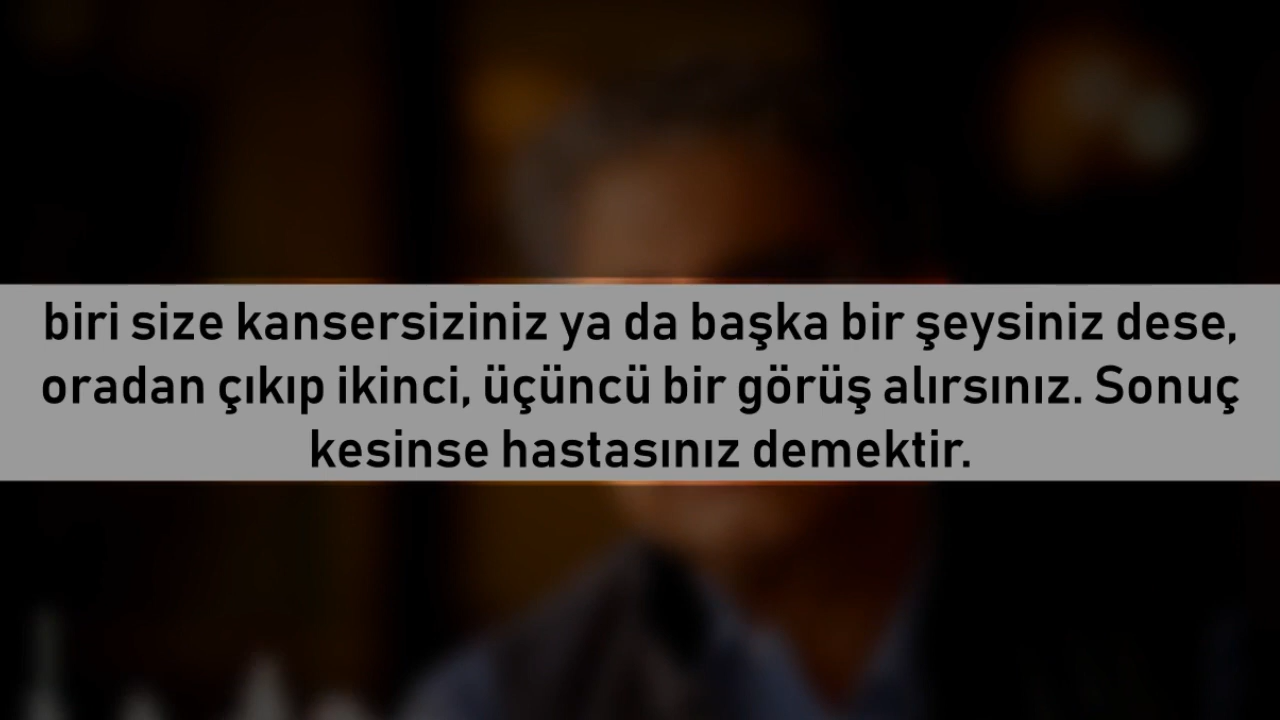 biri size kansersiziniz ya da başka bir şeysiniz dese,
oradan çıkıp ikinci, üçüncü bir görüş alırsınız. Sonuç
kesinse hastasınız demektir.